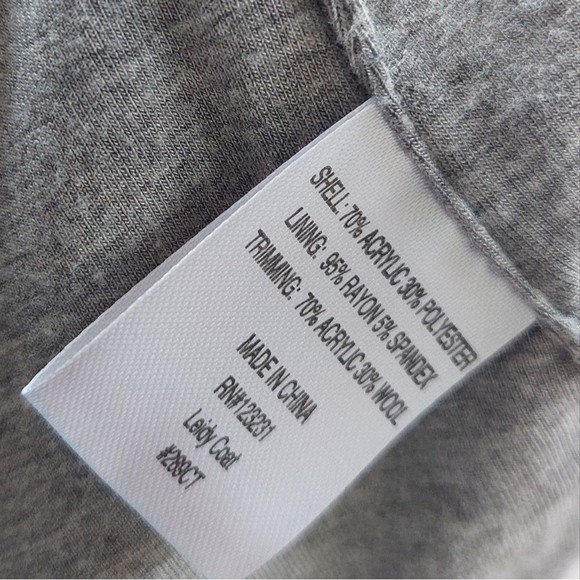 SHELL: 70% ACRYLIC 30% POLYESTER
LINING: 95% RAYON 5% SPANDEX
TRIMMING: 70% ACRYLIC 30% WOOL
MADE IN CHINA
RN#123231
Leidy Coat
#269CT